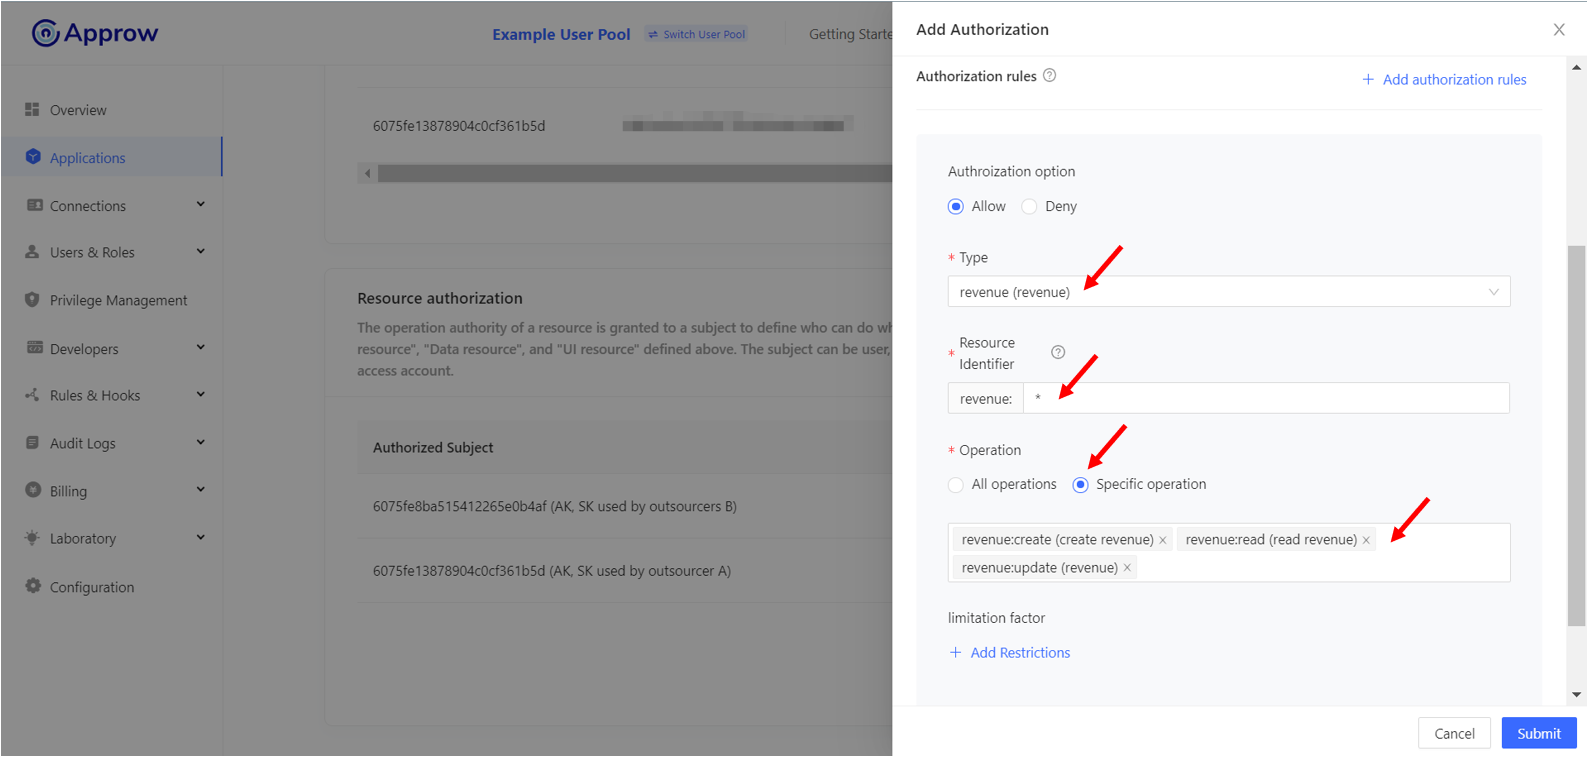 Approw
Example User Pool
Switch User Pool
Getting Starte
Overview
Applications
Connections
Users & Roles
Privilege Management
Developers
Rules & Hooks
Audit Logs
Billing
Laboratory
Configuration
6075fe13878904c0cf361b5d
Resource authorization
The operation authority of a resource is granted to a subject to define who can do wh
resource", "Data resource", and "UI resource" defined above. The subject can be user,
access account.
Authorized Subject
6075fe8ba515412265e0b4af (AK, SK used by outsourcers B)
6075fe13878904c0cf361b5d (AK, SK used by outsourcer A)
Add Authorization
Authorization rules ?
+ Add authorization rules
Authroization option
Allow Deny
* Type
revenue (revenue)
* Resource
Identifier ?
revenue: *
* Operation
All operations Specific operation
revenue:create (create revenue) × revenue:read (read revenue) ×
revenue:update (revenue) ×
limitation factor
+ Add Restrictions
Cancel Submit